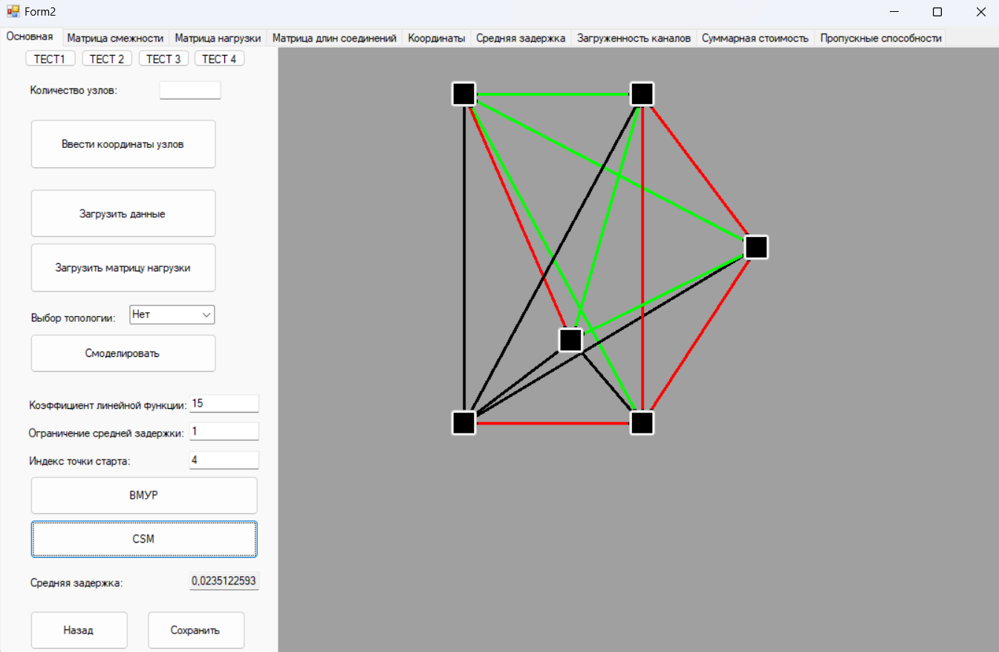 Form2
Основная Матрица смежности Матрица нагрузки Матрица длин соединений Координаты Средняя задержка Загруженность каналов Суммарная стоимость Пропускные способности
ТЕСТ1 ТЕСТ 2 ТЕСТ 3 ТЕСТ 4
Количество узлов:
Ввести координаты узлов
Загрузить данные
Загрузить матрицу нагрузки
Выбор топологии: Нет
Смоделировать
Коэффициент линейной функции: 15
Ограничение средней задержки: 1
Индекс точки старта: 4
ВМУР
CSM
Средняя задержка: 0,0235122593
Назад Сохранить